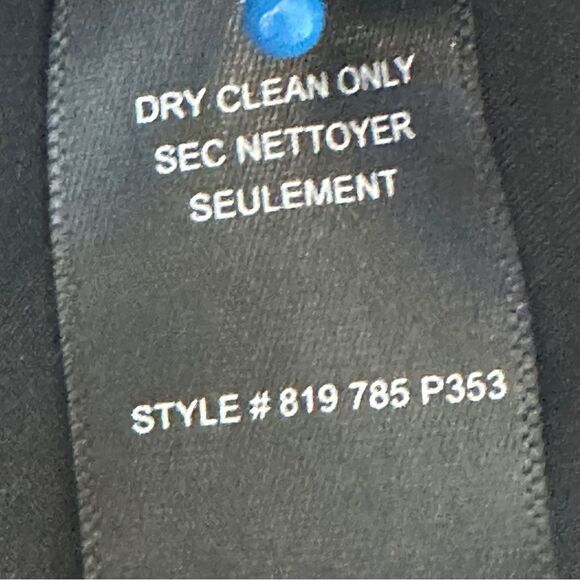 DRY CLEAN ONLY
SEC NETTOYER
SEULEMENT
STYLE # 819 785 P353